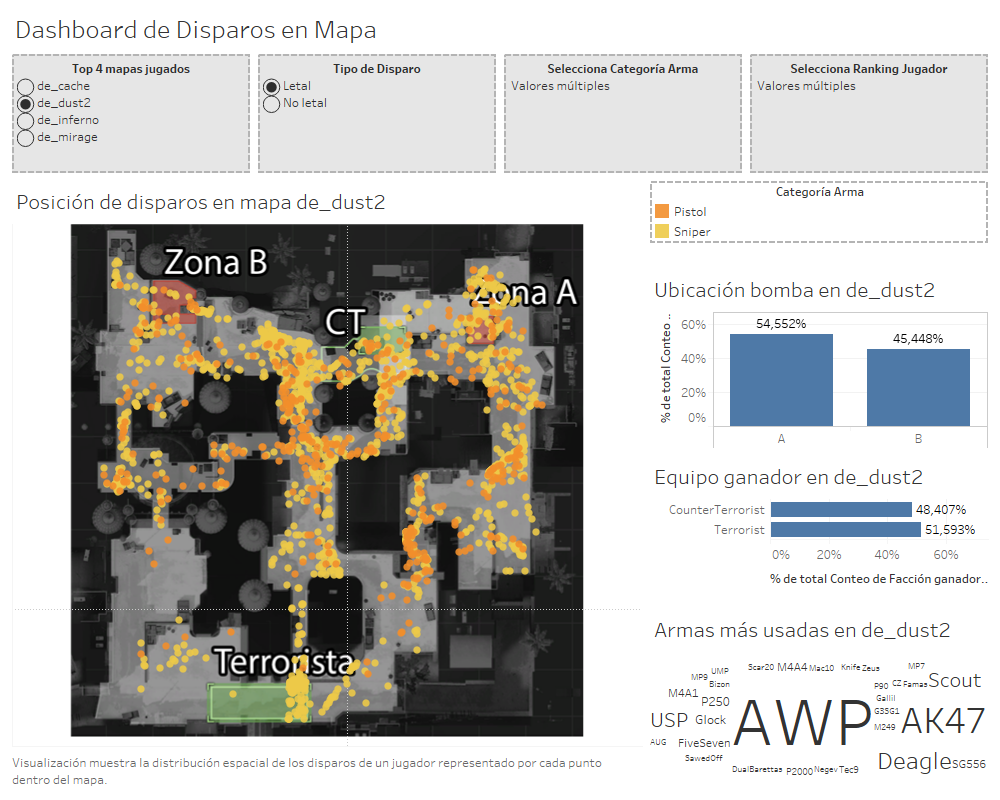 Dashboard de Disparos en Mapa
Top 4 mapas jugados
de_cache
de_dust2
de_inferno
de_mirage
Tipo de Disparo
Letal
No letal
Selecciona Categoría Arma
Valores múltiples
Selecciona Ranking Jugador
Valores múltiples
Posición de disparos en mapa de_dust2
Zona B
Zona A
CT
Terrorista
Visualización muestra la distribución espacial de los disparos de un jugador representado por cada punto
dentro del mapa.
Categoría Arma
Pistol
Sniper
Ubicación bomba en de_dust2
% de total Conteo ..
60%
40%
20%
0%
54,552%
45,448%
A
B
Equipo ganador en de_dust2
CounterTerrorist
48,407%
Terrorist
51,593%
0% 20% 40% 60%
% de total Conteo de Facción ganador..
Armas más usadas en de_dust2
Scar20 M4A4 Mac10 Knife Zeus MP7
MP9 UMP
Bizon
P90 CZ Famas Scout
M4A1 P250
Galil
G3SG1
USP Glock AWP AK47
M249
AUG FiveSeven
SawedOff
Deagle SG556
DualBarettas P2000 Negev Tec9